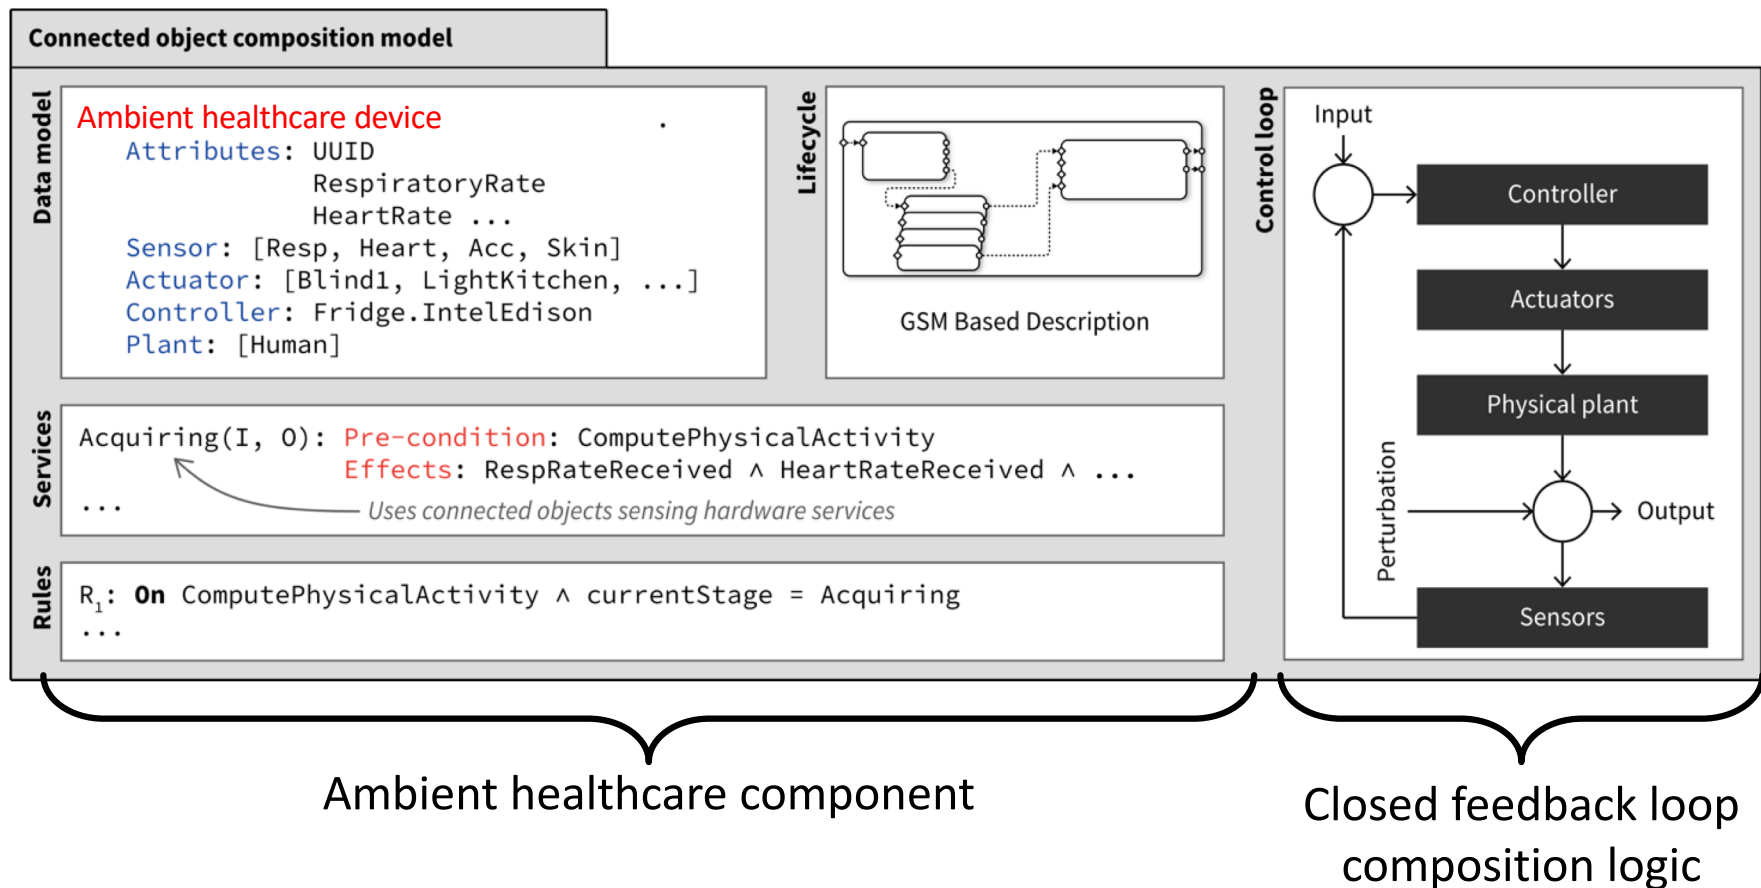 Connected object composition model
Data model
Ambient healthcare device .
Attributes: UUID
RespiratoryRate
HeartRate ...
Sensor: [Resp, Heart, Acc, Skin]
Actuator: [Blind1, LightKitchen, ...]
Controller: Fridge.IntelEdison
Plant: [Human]
Lifecycle
GSM Based Description
Services
Acquiring(I, O): Pre-condition: ComputePhysicalActivity
Effects: RespRateReceived ∧ HeartRateReceived ∧ ...
...
Uses connected objects sensing hardware services
Rules
R₁: On ComputePhysicalActivity ∧ currentStage = Acquiring
...
Control loop
Input
Controller
Actuators
Physical plant
Perturbation
Output
Sensors
Ambient healthcare component
Closed feedback loop
composition logic